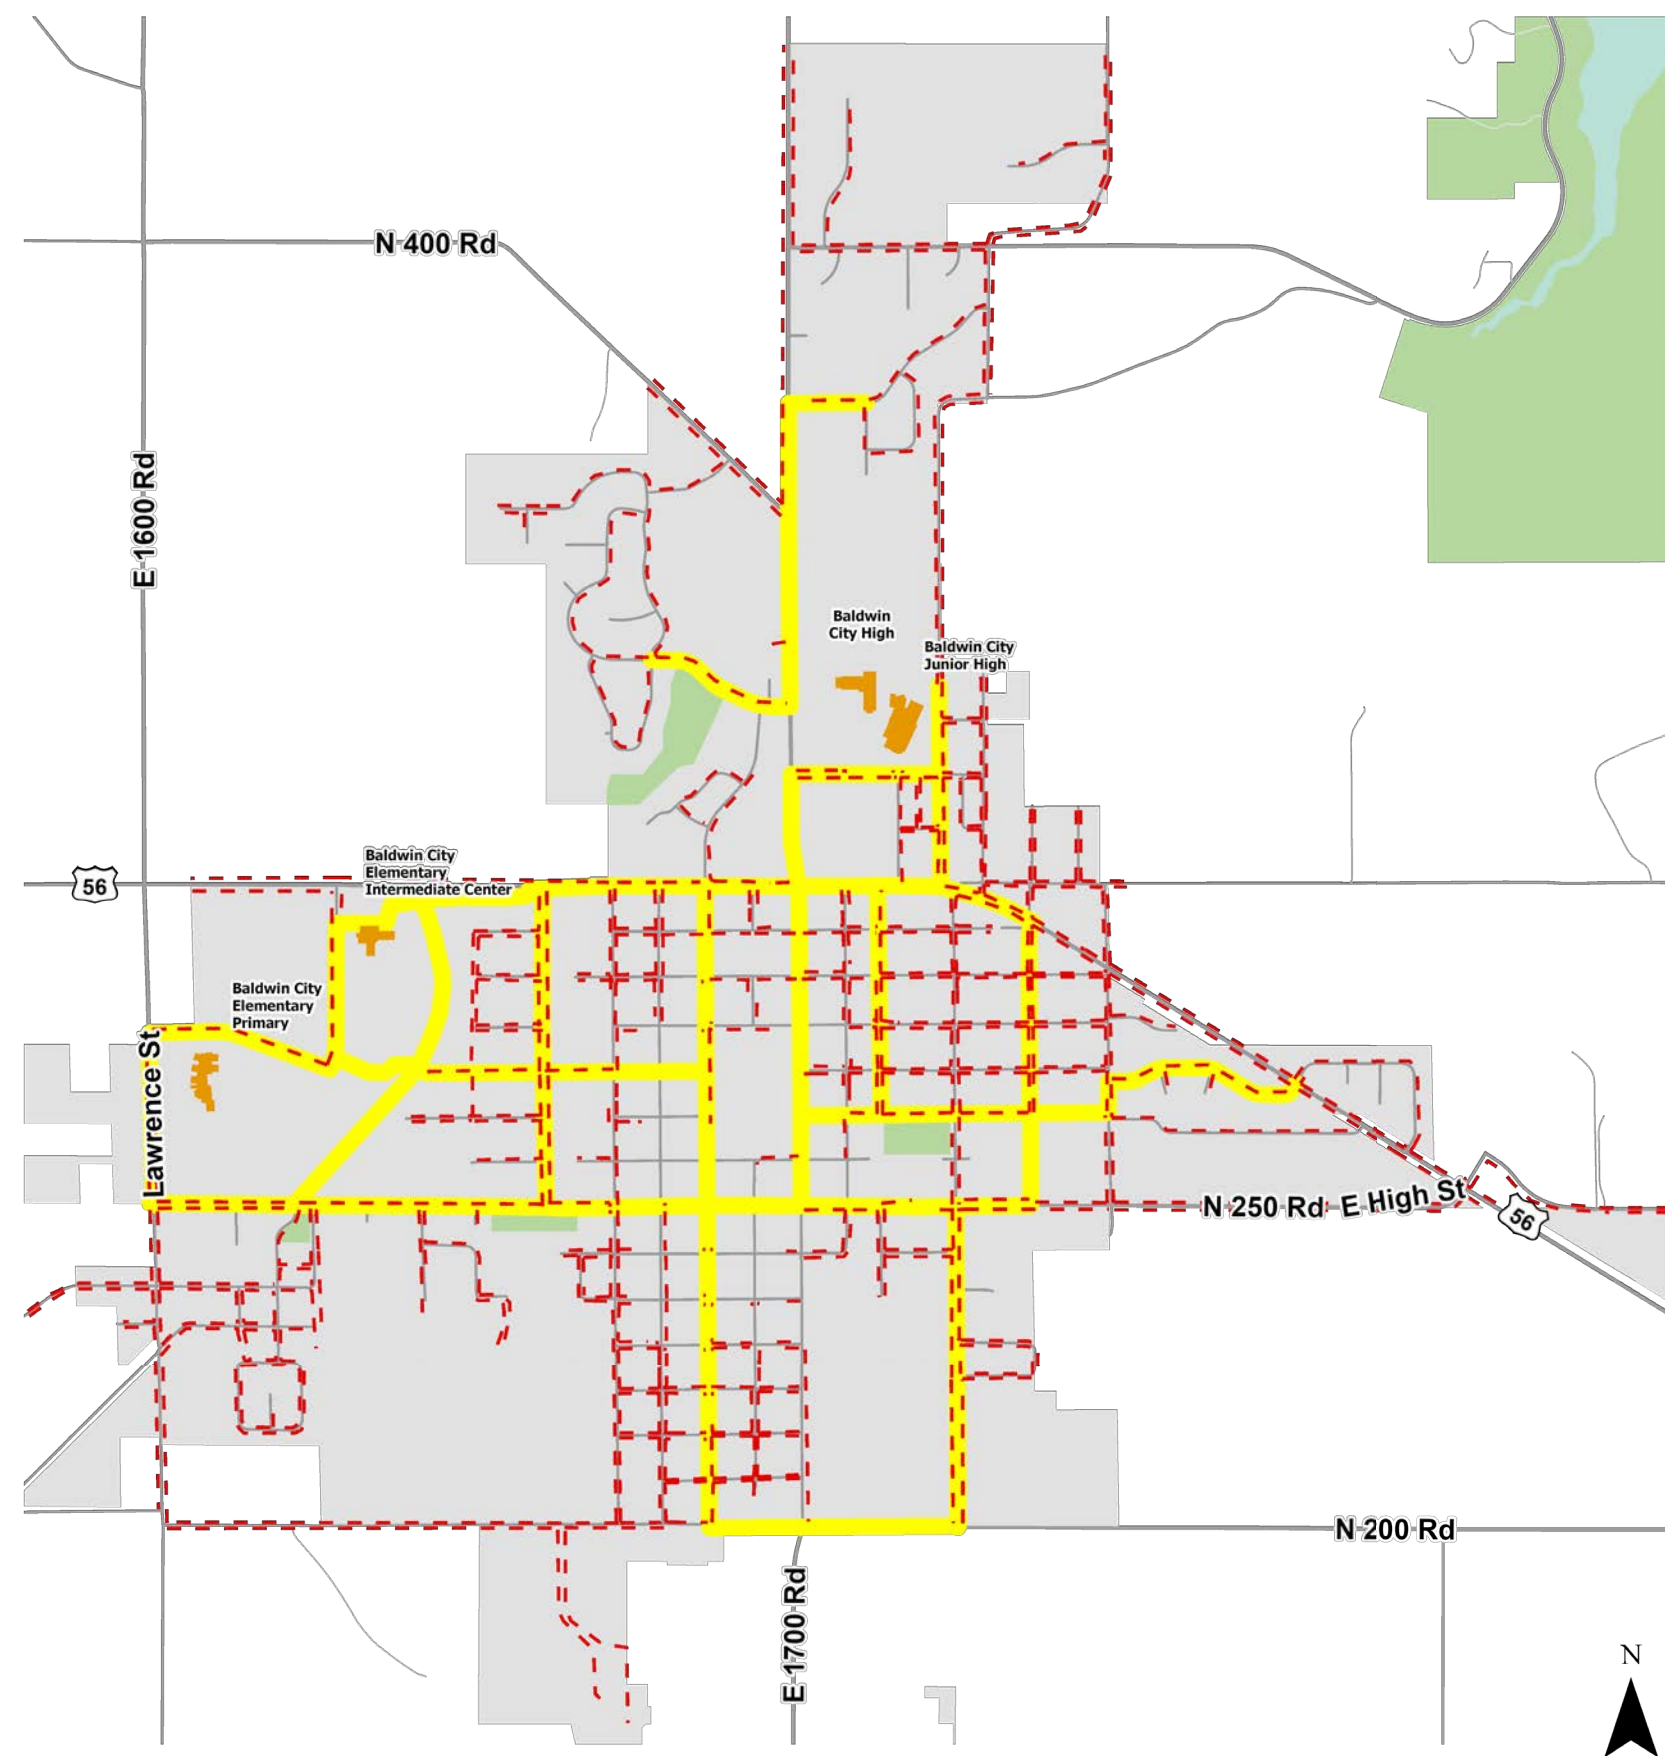 N 400 Rd
E 1600 Rd
Baldwin
City High
Baldwin City
Junior High
Baldwin City
Elementary
Intermediate Center
56
Baldwin City
Elementary
Primary
Lawrence St
N 250 Rd
E High St
56
N 200 Rd
E 1700 Rd
N